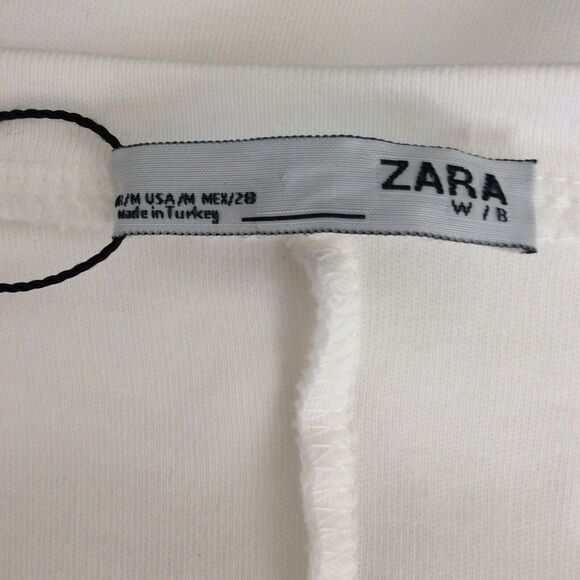 ZARA
W / B
/M USA/M MEX/28
Made in Turkey